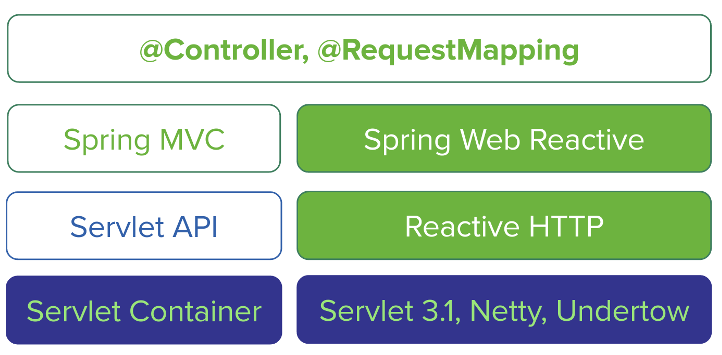 @Controller, @RequestMapping
Spring MVC
Spring Web Reactive
Servlet API
Reactive HTTP
Servlet Container
Servlet 3.1, Netty, Undertow